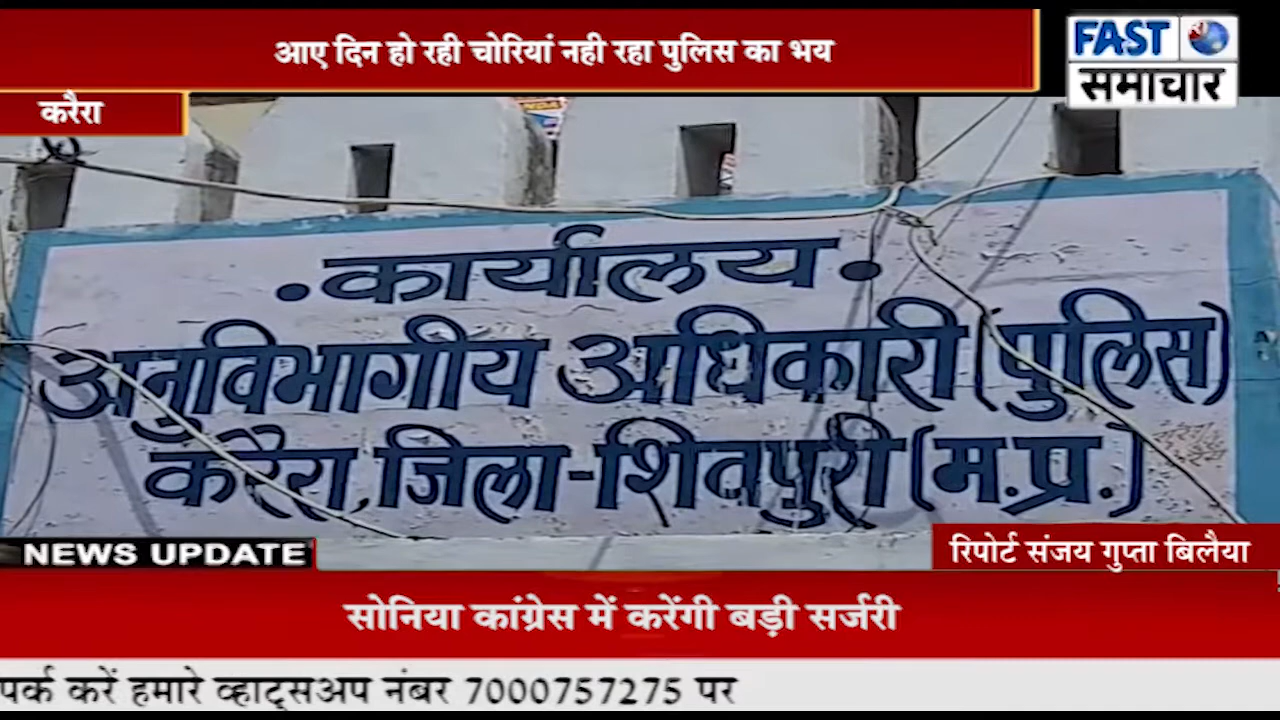 आए दिन हो रही चोरियां नही रहा पुलिस का भय
FAST
समाचार
करैरा
कार्यालय
अनुविभागीय अधिकारी (पुलिस)
करैरा, जिला-शिवपुरी (म.प्र.)
NEWS UPDATE
रिपोर्ट संजय गुप्ता बिलैया
सोनिया कांग्रेस में करेंगी बड़ी सर्जरी
पर्क करें हमारे व्हाट्सअप नंबर 7000757275 पर